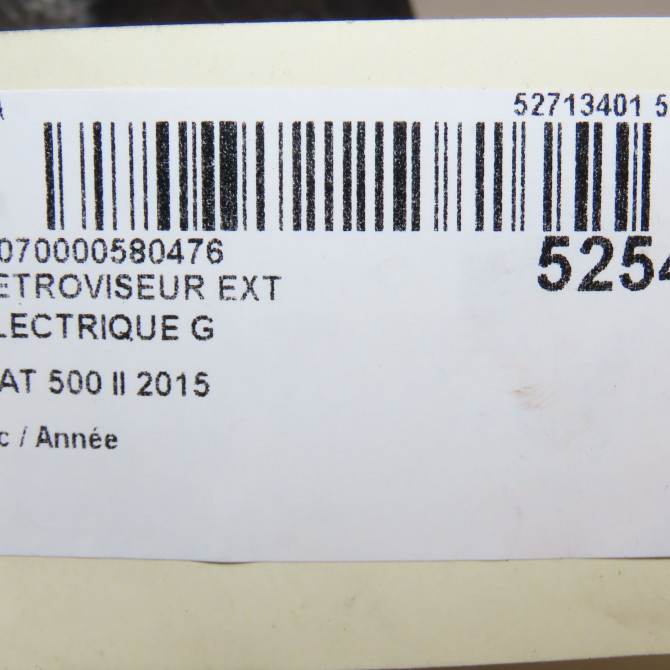 52713401 5
070000580476
5254
ETROVISEUR EXT
LECTRIQUE G
AT 500 II 2015
c / Année